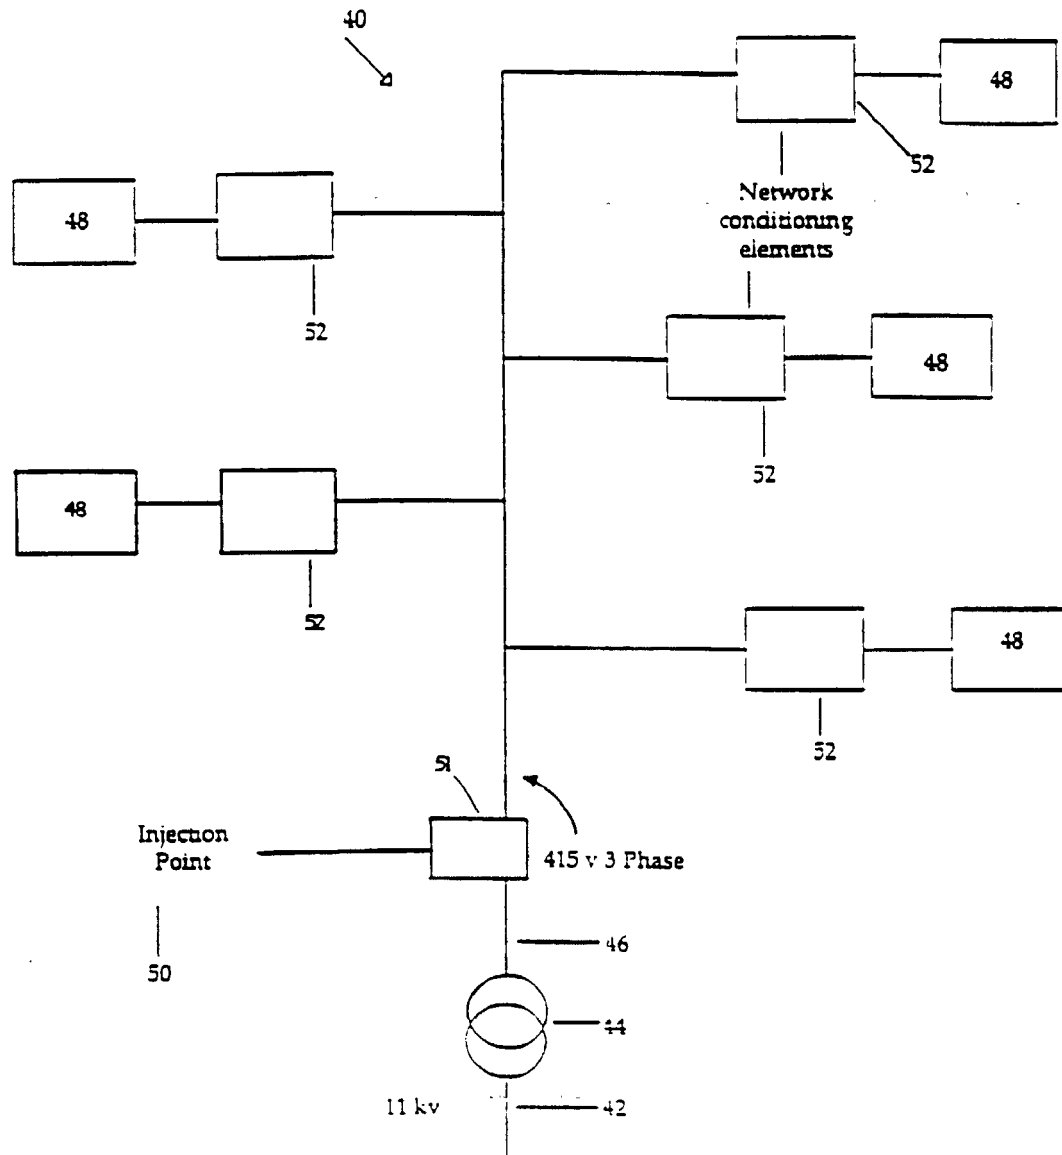 40
48
52
Network
conditioning
elements
48
52
48
52
48
52
48
52
51
Injection
Point
415 v 3 Phase
50
46
44
11 kv
42